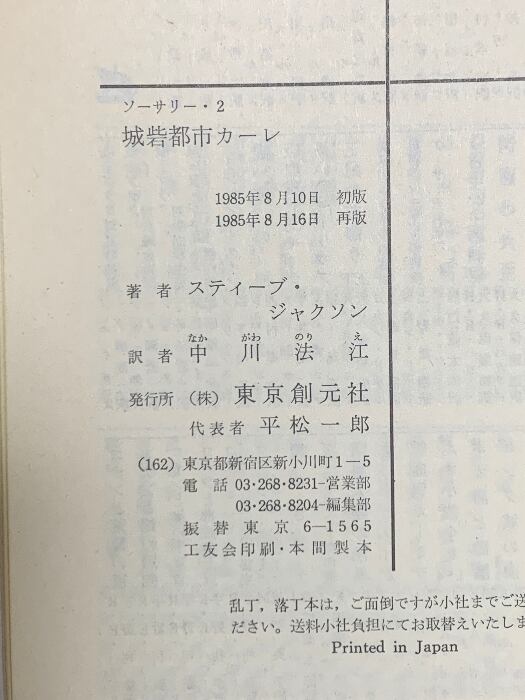 ソーサリー・2
城砦都市カーレ
1985年8月10日 初版
1985年8月16日 再版
著者 スティーブ・
ジャクソン
なか がわ のり え
訳者 中川法江
発行所 (株) 東京創元社
代表者 平松一郎
(162) 東京都新宿区新小川町1—5
電話 03・268・8231-営業部
03・268・8204-編集部
振替東京 6—1565
工友会印刷・本間製本
乱丁,落丁本は,ご面倒ですが小社までご送
ださい。送料小社負担にてお取替えいたしま
Printed in Japan